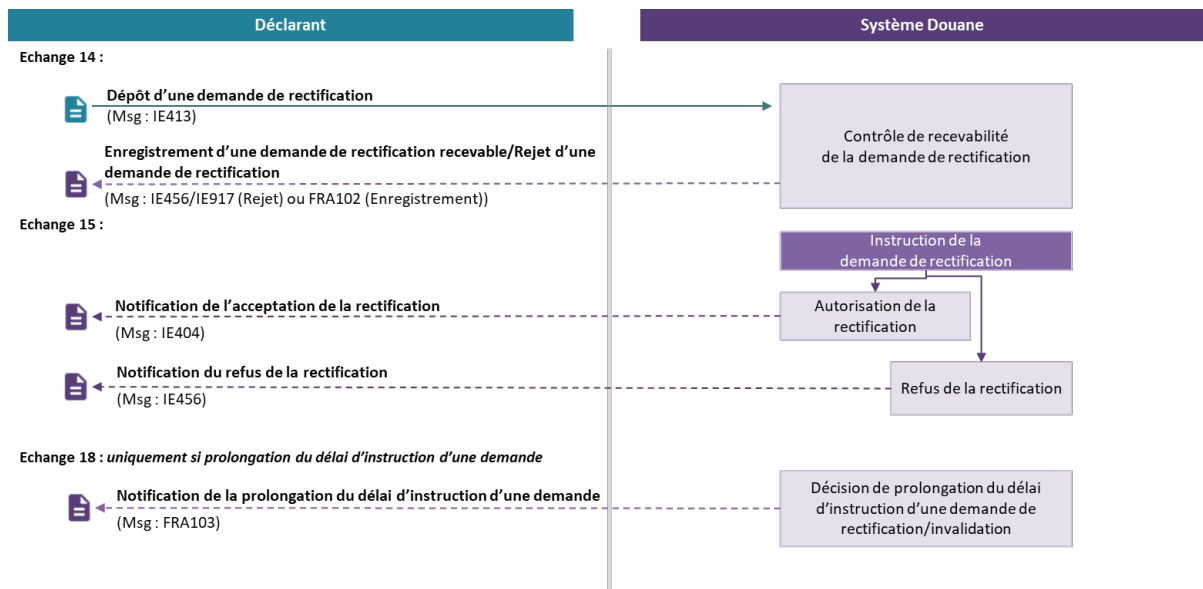 Déclarant
Système Douane
Echange 14 :
Dépôt d’une demande de rectification
(Msg : IE413)
Contrôle de recevabilité
de la demande de rectification
Enregistrement d’une demande de rectification recevable/Rejet d’une
demande de rectification
(Msg : IE456/IE917 (Rejet) ou FRA102 (Enregistrement))
Echange 15 :
Instruction de la
demande de rectification
Notification de l’acceptation de la rectification
(Msg : IE404)
Autorisation de la
rectification
Notification du refus de la rectification
(Msg : IE456)
Refus de la rectification
Echange 18 : uniquement si prolongation du délai d’instruction d’une demande
Notification de la prolongation du délai d’instruction d’une demande
(Msg : FRA103)
Décision de prolongation du délai
d’instruction d’une demande de
rectification/invalidation